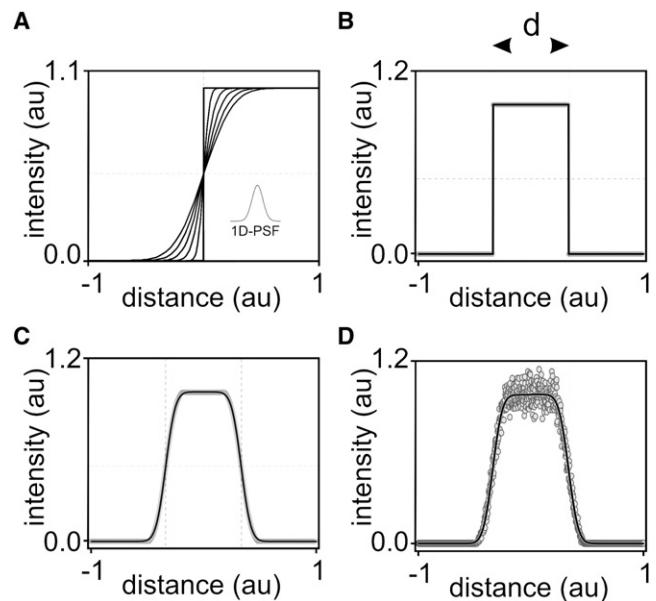 A
1.1
intensity (au)
0.0
1D-PSF
-1
1
distance (au)
B
d
1.2
intensity (au)
0.0
-1
1
distance (au)
C
1.2
intensity (au)
0.0
-1
1
distance (au)
D
1.2
intensity (au)
0.0
-1
1
distance (au)